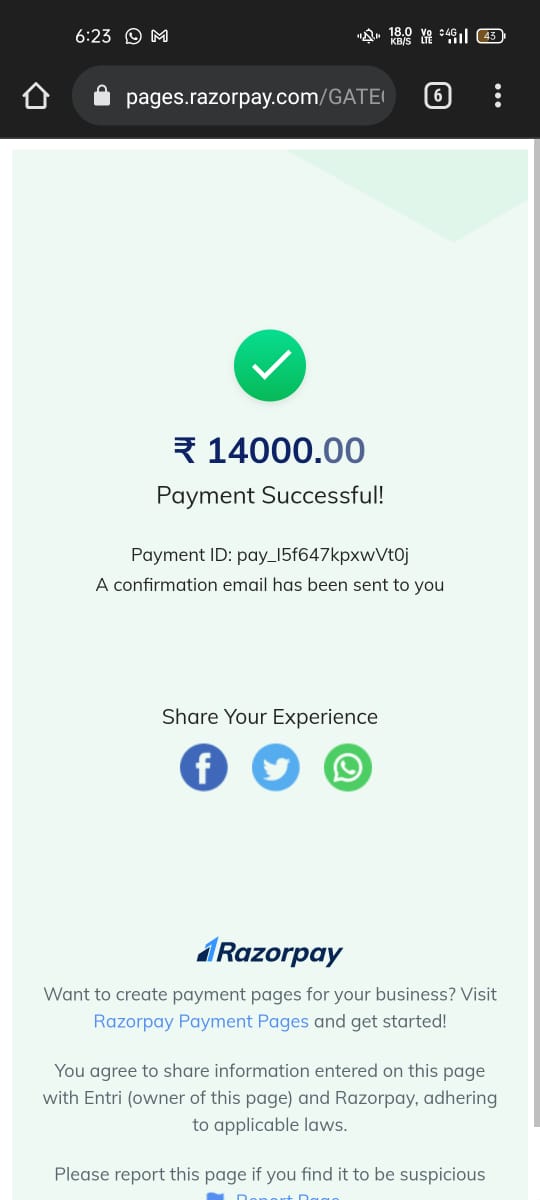 6:23
18.0 KB/S
Vo LTE
4G
43
pages.razorpay.com/GATE
6
₹ 14000.00
Payment Successful!
Payment ID: pay_I5f647kpxwVt0j
A confirmation email has been sent to you
Share Your Experience
Razorpay
Want to create payment pages for your business? Visit
Razorpay Payment Pages and get started!
You agree to share information entered on this page
with Entri (owner of this page) and Razorpay, adhering
to applicable laws.
Please report this page if you find it to be suspicious
Report Page